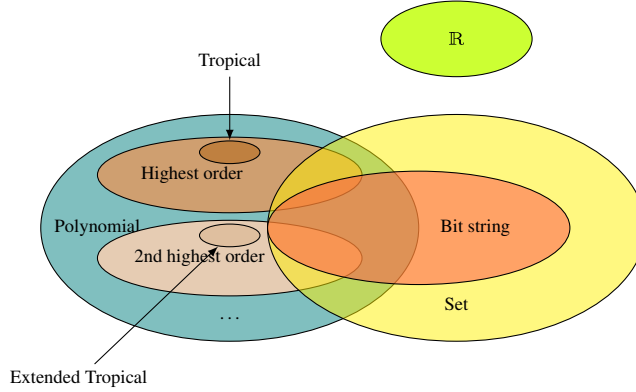 ℝ
Tropical
Highest order
Polynomial
Bit string
2nd highest order
Set
...
Extended Tropical